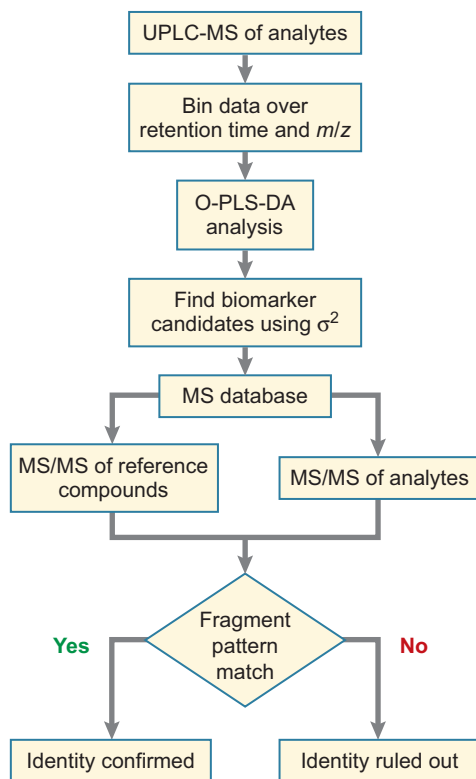 UPLC-MS of analytes
Bin data over
retention time and m/z
O-PLS-DA
analysis
Find biomarker
candidates using σ²
MS database
MS/MS of reference
compounds
MS/MS of analytes
Fragment
pattern
match
Yes
No
Identity confirmed
Identity ruled out